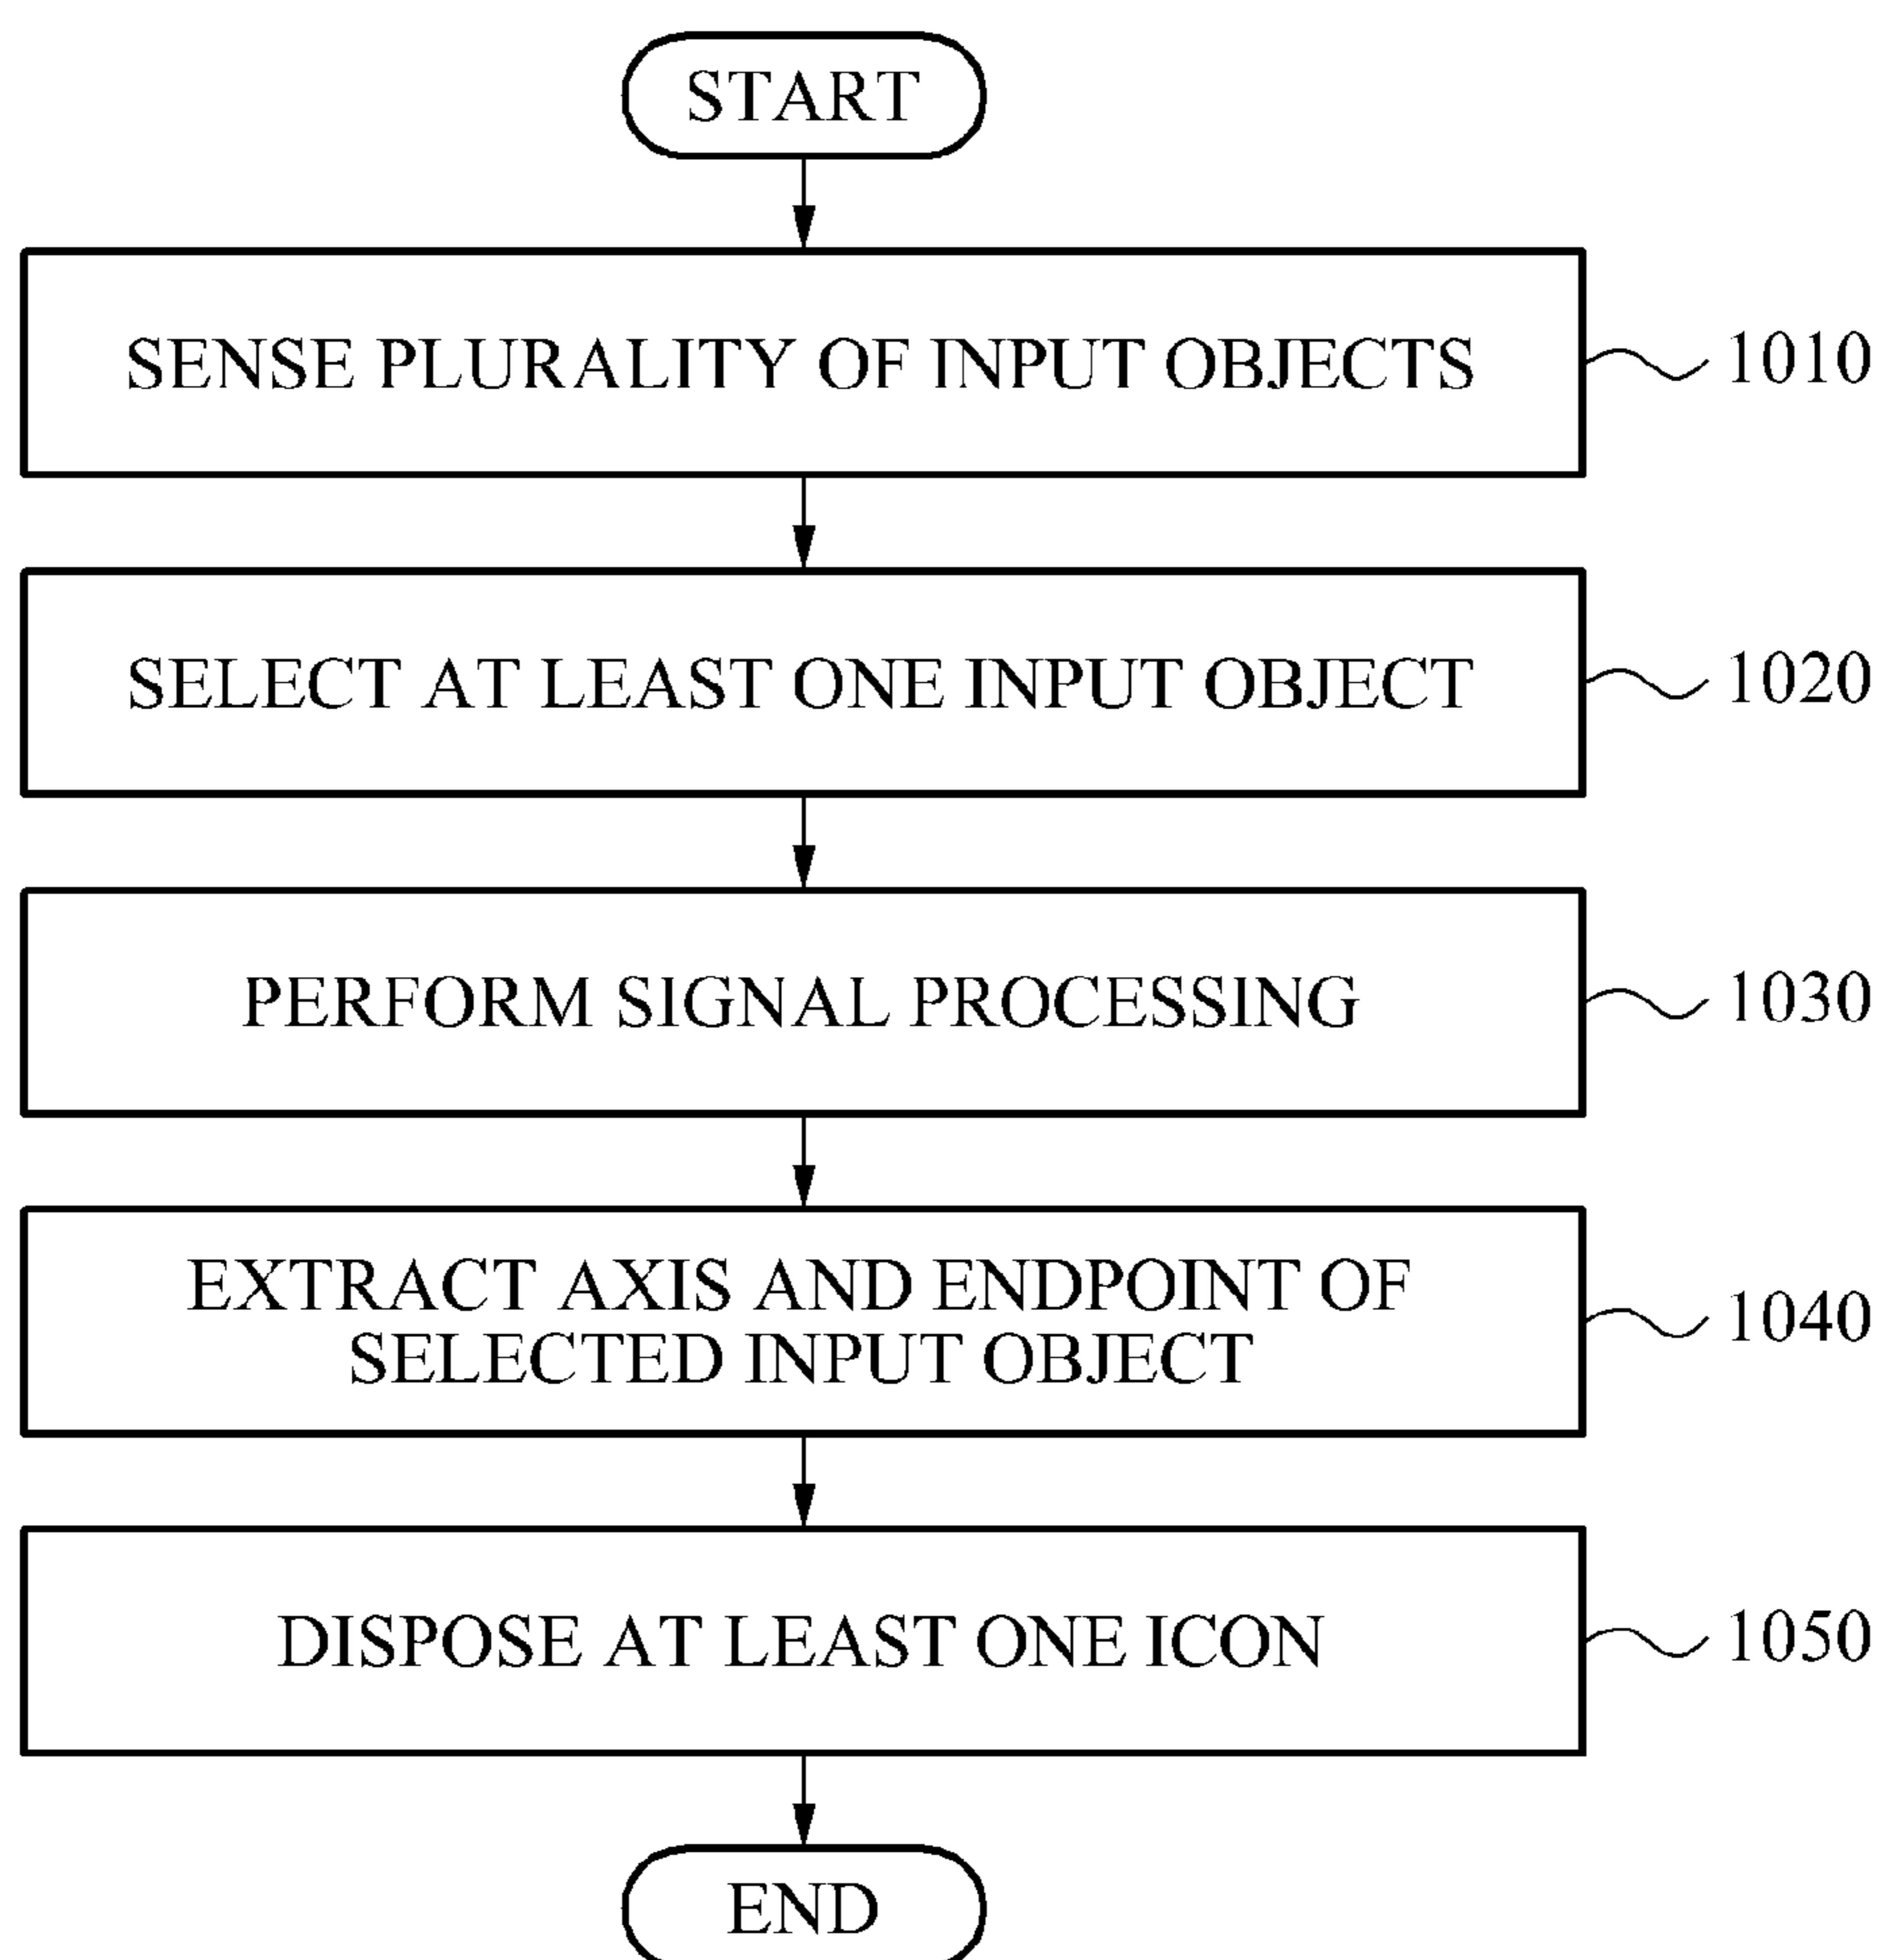 START
SENSE PLURALITY OF INPUT OBJECTS
1010
SELECT AT LEAST ONE INPUT OBJECT
1020
PERFORM SIGNAL PROCESSING
1030
EXTRACT AXIS AND ENDPOINT OF
SELECTED INPUT OBJECT
1040
DISPOSE AT LEAST ONE ICON
1050
END